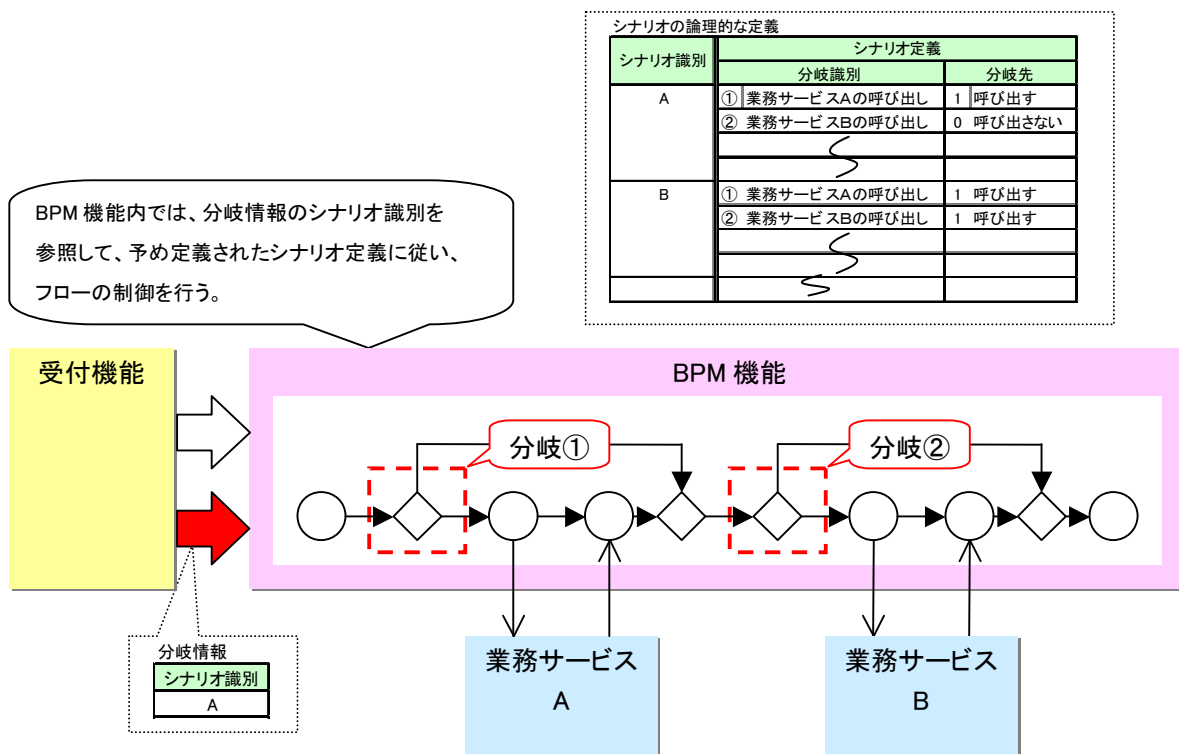 シナリオの論理的な定義
シナリオ識別
シナリオ定義
分岐識別
分岐先
A
① 業務サービスAの呼び出し
1 呼び出す
② 業務サービスBの呼び出し
0 呼び出さない
B
① 業務サービスAの呼び出し
1 呼び出す
② 業務サービスBの呼び出し
1 呼び出す
BPM 機能内では、分岐情報のシナリオ識別を
参照して、予め定義されたシナリオ定義に従い、
フローの制御を行う。
受付機能
BPM 機能
分岐①
分岐②
分岐情報
シナリオ識別
A
業務サービス
A
業務サービス
B